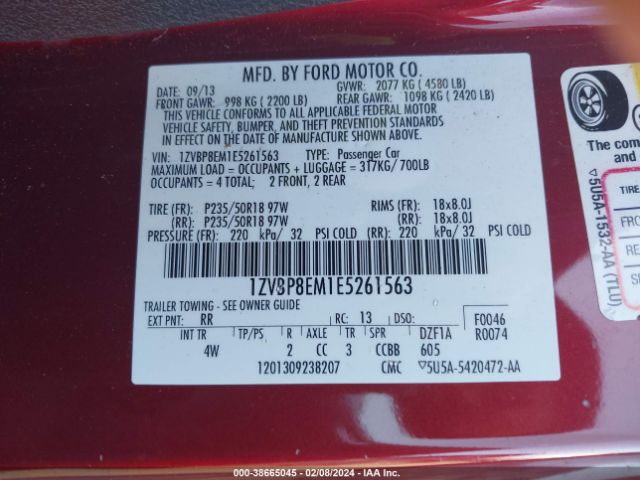 MFD. BY FORD MOTOR CO.
DATE: 09/13
GVWR: 2077 KG ( 4580 LB)
FRONT GAWR: 998 KG ( 2200 LB)
REAR GAWR: 1098 KG ( 2420 LB)
THIS VEHICLE CONFORMS TO ALL APPLICABLE FEDERAL MOTOR
VEHICLE SAFETY, BUMPER, AND THEFT PREVENTION STANDARDS
IN EFFECT ON THE DATE OF MANUFACTURE SHOWN ABOVE.
VIN: 1ZVBP8EM1E5261563 TYPE: Passenger Car
MAXIMUM LOAD = OCCUPANTS + LUGGAGE = 317KG/ 700LB
OCCUPANTS = 4 TOTAL; 2 FRONT, 2 REAR
TIRE (FR): P235/50R18 97W RIMS (FR): 18x8.0J
(RR): P235/50R18 97W (RR): 18x8.0J
PRESSURE (FR): 220 kPa/ 32 PSI COLD (RR): 220 kPa/ 32 PSI COLD
1ZVBP8EM1E5261563
TRAILER TOWING - SEE OWNER GUIDE
EXT PNT: RR RC: 13 DSO: F0046
INT TR TP/PS R AXLE TR SPR DZF1A R0074
4W 2 CC 3 CCBB 605
1201309238207 CMC ▽5U5A-5420472-AA
The com
any
TIRE
FRO
REA
SP
▽5U5A-1532-AA (TLU)
000-38665045 - 02/08/2024 - IAA Inc.